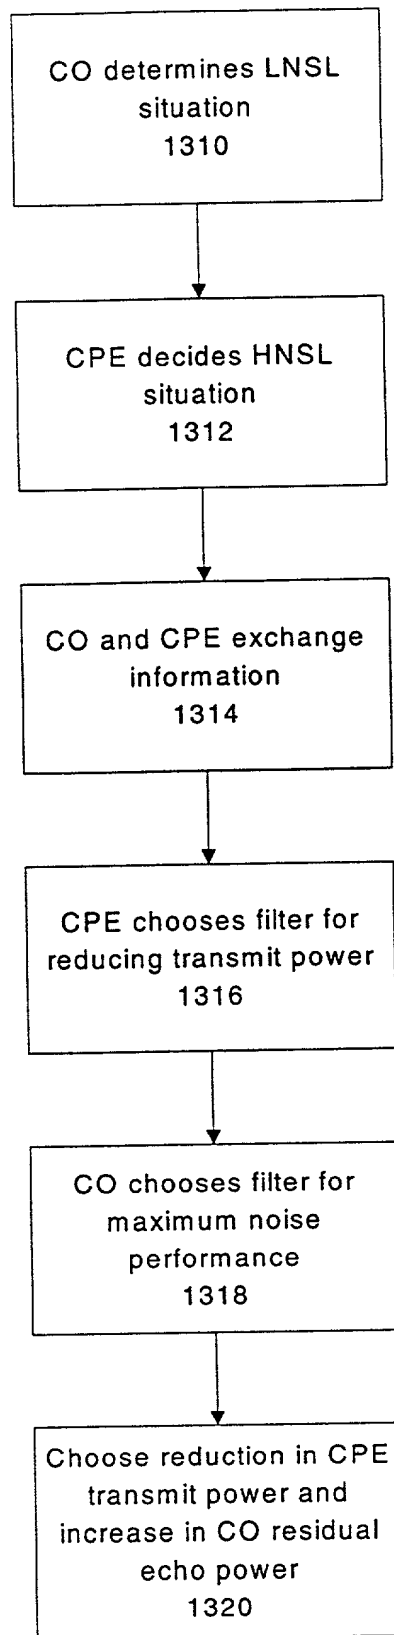 CO determines LNSL
situation
1310
CPE decides HNSL
situation
1312
CO and CPE exchange
information
1314
CPE chooses filter for
reducing transmit power
1316
CO chooses filter for
maximum noise
performance
1318
Choose reduction in CPE
transmit power and
increase in CO residual
echo power
1320